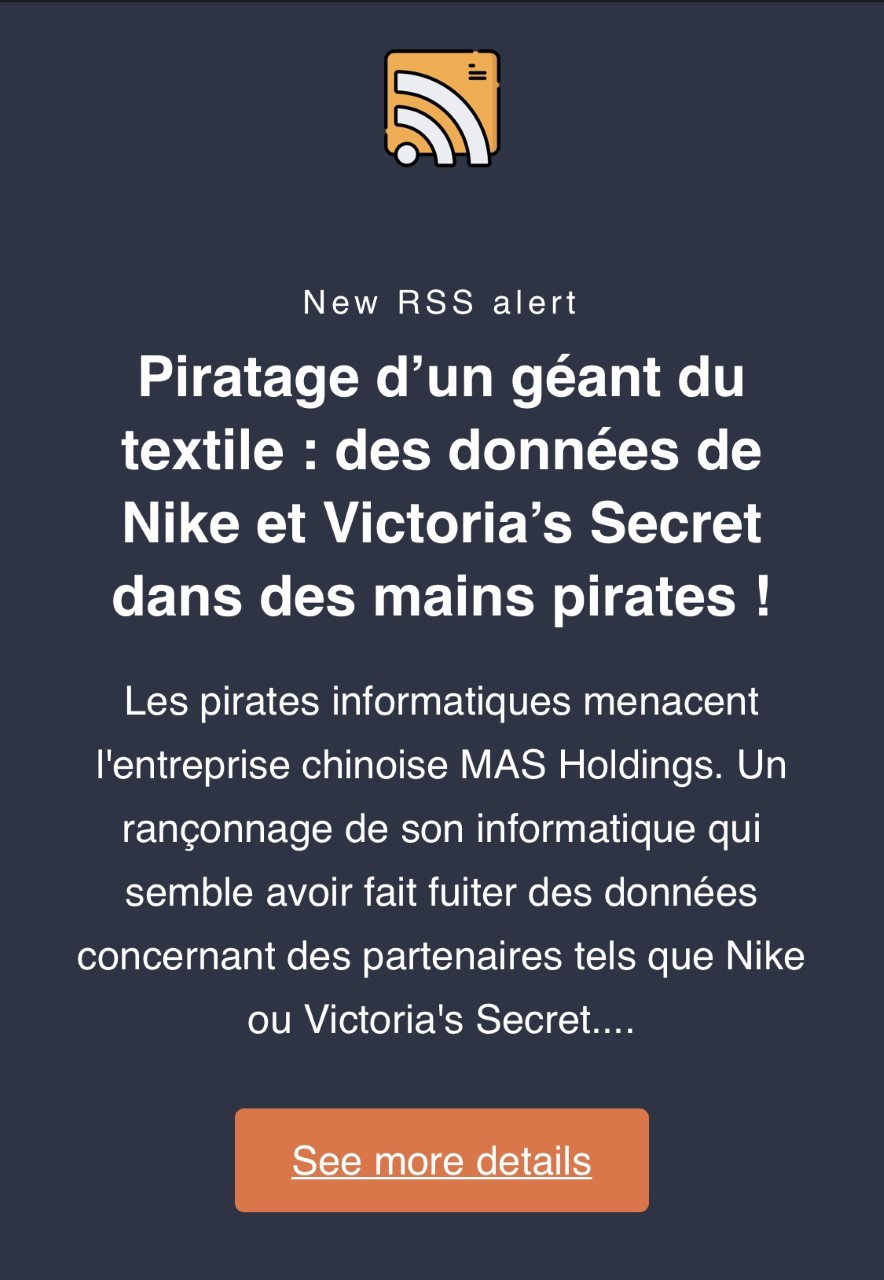 New RSS alert
Piratage d’un géant du
textile : des données de
Nike et Victoria’s Secret
dans des mains pirates !
Les pirates informatiques menacent
l'entreprise chinoise MAS Holdings. Un
rançonnage de son informatique qui
semble avoir fait fuiter des données
concernant des partenaires tels que Nike
ou Victoria's Secret....
See more details